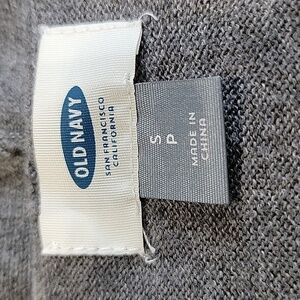 OLD NAVY
SAN FRANCISCO
CALIFORNIA
S
P
MADE IN
CHINA